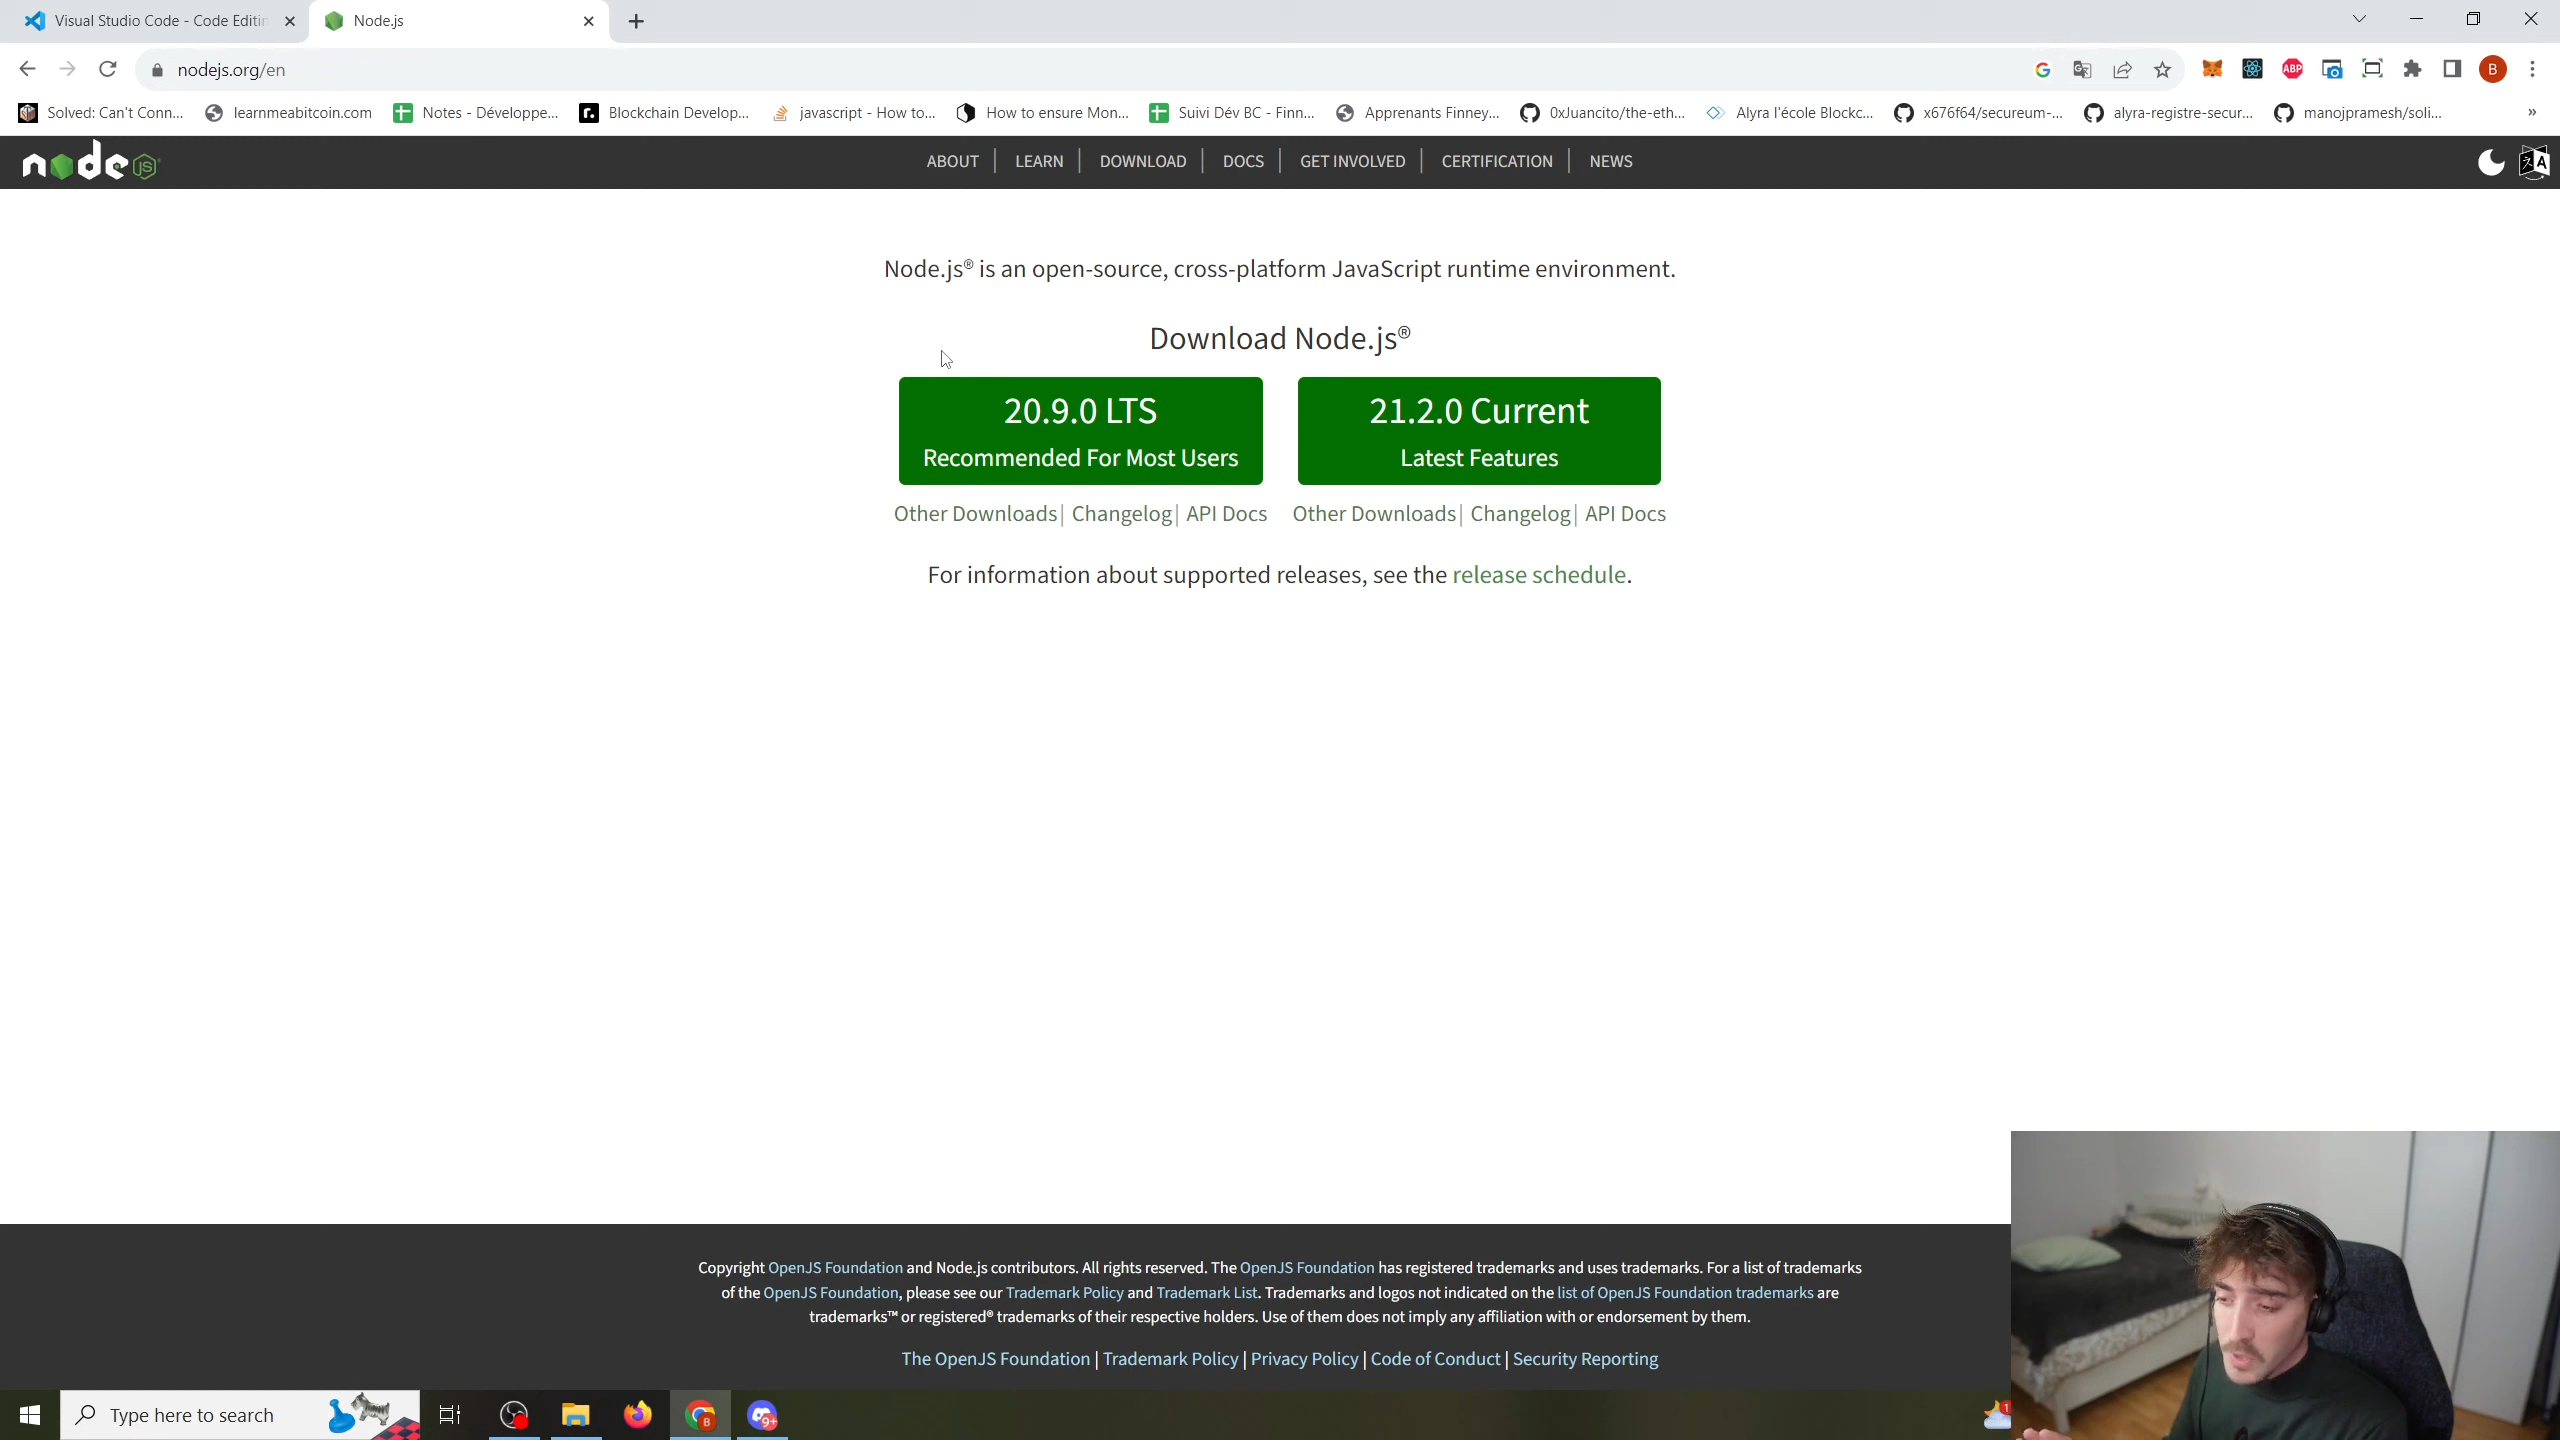 Visual Studio Code - Code Editin
Node.js
nodejs.org/en
ABP
B
Solved: Can't Conn...
learnmeabitcoin.com
Notes - Développe...
Blockchain Develop...
javascript - How to...
How to ensure Mon...
Suivi Dév BC - Finn...
Apprenants Finney...
0xJuancito/the-eth...
Alyra l'école Blockc...
x676f64/secureum-...
alyra-registre-secur...
manojpramesh/soli...
»
node JS
ABOUT
LEARN
DOWNLOAD
DOCS
GET INVOLVED
CERTIFICATION
NEWS
Node.js® is an open-source, cross-platform JavaScript runtime environment.
Download Node.js®
20.9.0 LTS
Recommended For Most Users
21.2.0 Current
Latest Features
Other Downloads | Changelog | API Docs
Other Downloads | Changelog | API Docs
For information about supported releases, see the release schedule.
Copyright OpenJS Foundation and Node.js contributors. All rights reserved. The OpenJS Foundation has registered trademarks and uses trademarks. For a list of trademarks
of the OpenJS Foundation, please see our Trademark Policy and Trademark List. Trademarks and logos not indicated on the list of OpenJS Foundation trademarks are
trademarks™ or registered® trademarks of their respective holders. Use of them does not imply any affiliation with or endorsement by them.
The OpenJS Foundation | Trademark Policy | Privacy Policy | Code of Conduct | Security Reporting
Type here to search
B
9+
1